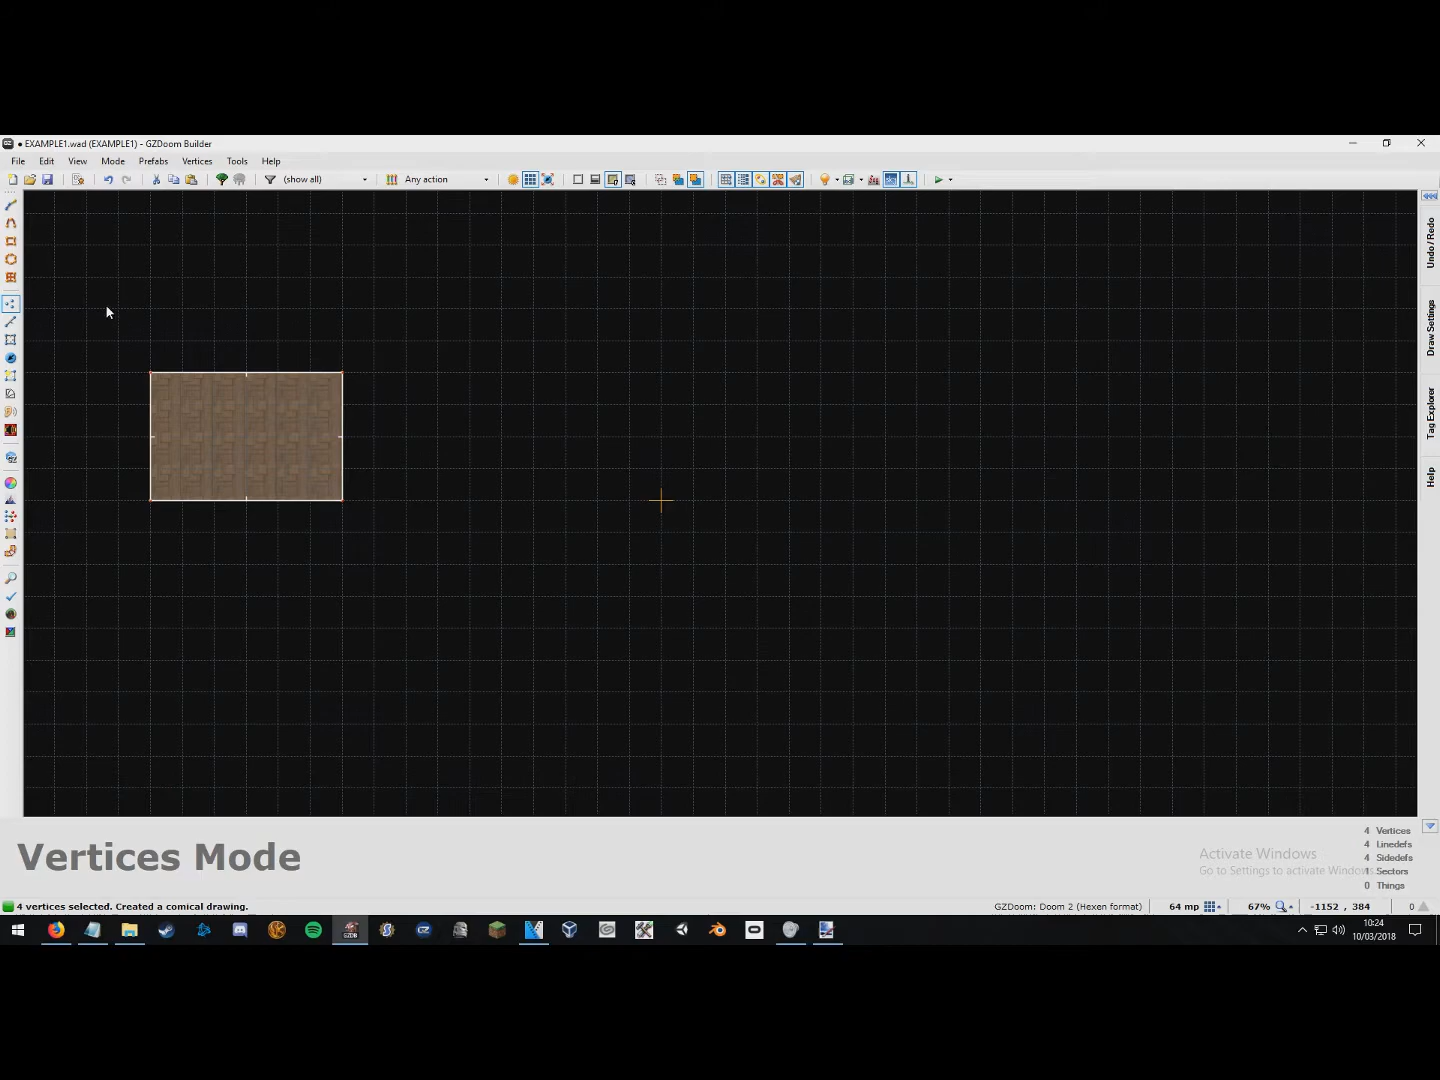 • EXAMPLE1.wad (EXAMPLE1) - GZDoom Builder
File Edit View Mode Prefabs Vertices Tools Help
(show all) Any action
Undo / Redo
Draw Settings
Tag Explorer
Help
Vertices Mode
4 Vertices
4 Linedefs
4 Sidedefs
1 Sectors
0 Things
Activate Windows
Go to Settings to activate Windows.
4 vertices selected. Created a comical drawing.
GZDoom: Doom 2 (Hexen format) 64 mp 67% -1152 , 384 0
10:24
10/03/2018